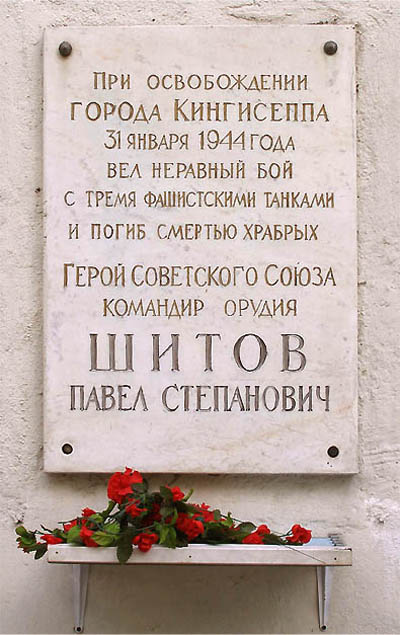 При освобождении
города Кингисеппа
31 января 1944 года
вел неравный бой
с тремя фашистскими танками
и погиб смертью храбрых
Герой Советского Союза
командир орудия
ШИТОВ
Павел Степанович